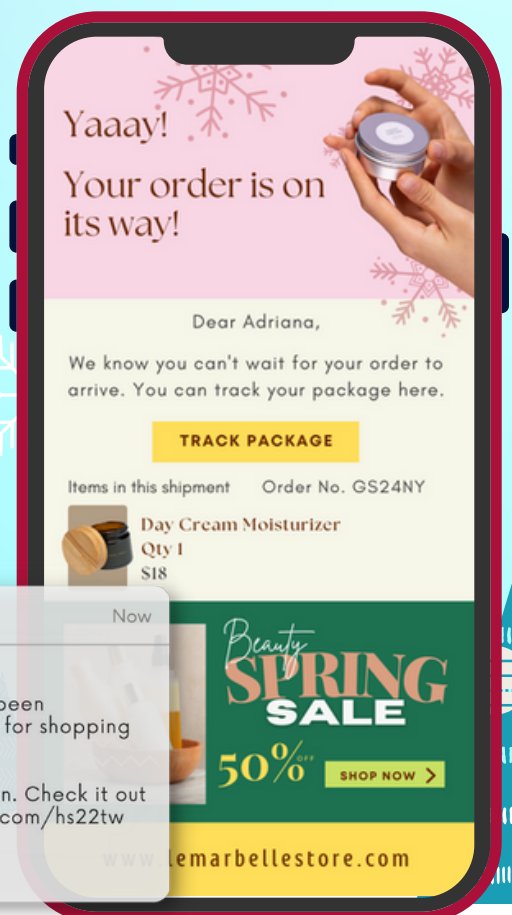 Yaaay!
Your order is on
its way!
Dear Adriana,
We know you can't wait for your order to
arrive. You can track your package here.
TRACK PACKAGE
Items in this shipment Order No. GS24NY
Day Cream Moisturizer
Qty 1
$18
Now
been
for shopping
n. Check it out
com/hs22tw
Beauty
SPRING
SALE
50% OFF
SHOP NOW
www.lemarbellestore.com